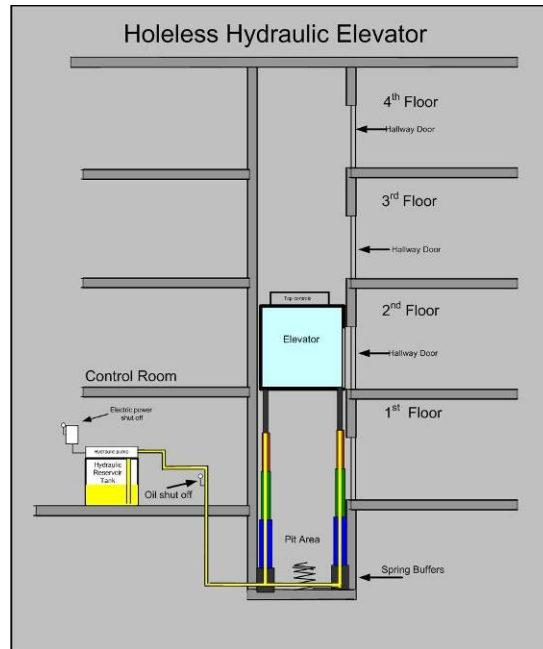 Holeless Hydraulic Elevator
4th Floor
Hallway Door
3rd Floor
Hallway Door
Top controls
2nd Floor
Elevator
Hallway Door
Control Room
1st Floor
Electric power
shut off
Hydraulic pump
Hydraulic
Reservoir
Tank
Oil shut off
Pit Area
Spring Buffers